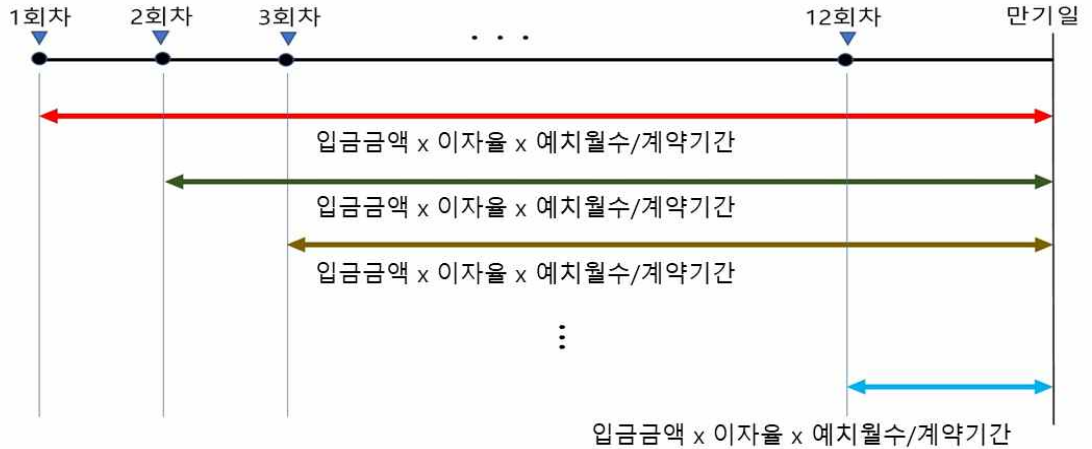 1회차 2회차 3회차 12회차 만기일
. . .
입금금액 x 이자율 x 예치월수/계약기간
입금금액 x 이자율 x 예치월수/계약기간
입금금액 x 이자율 x 예치월수/계약기간
입금금액 x 이자율 x 예치월수/계약기간